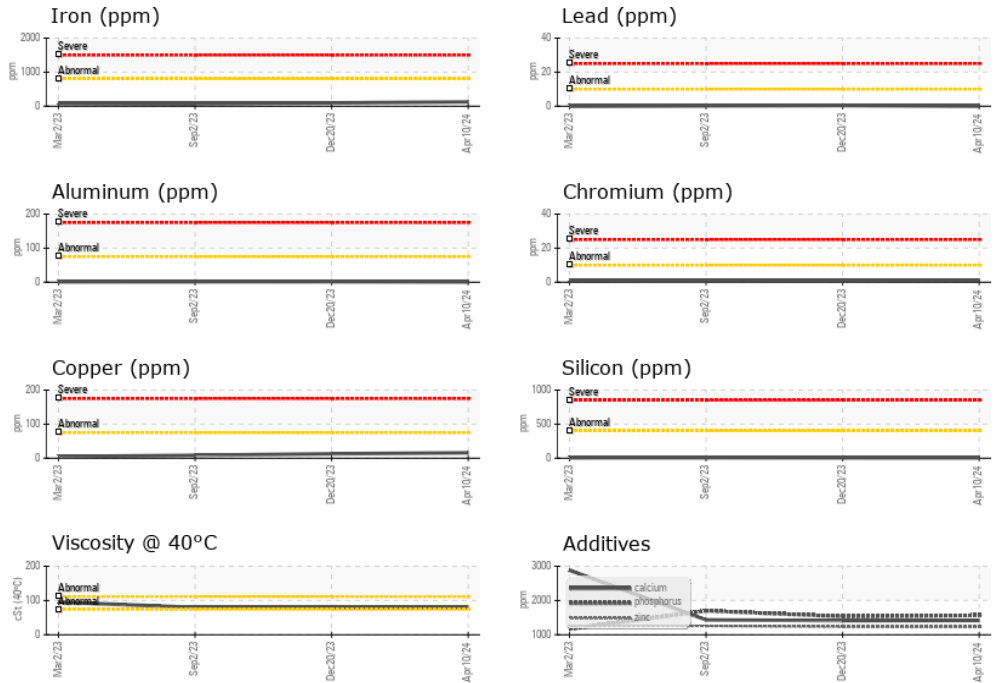 Iron (ppm)
2000
1000
0
ppm
Severe
Abnormal
Mar2/23
Sep2/23
Dec20/23
Apr10/24
Lead (ppm)
40
20
0
ppm
Severe
Abnormal
Mar2/23
Sep2/23
Dec20/23
Apr10/24
Aluminum (ppm)
200
100
0
ppm
Severe
Abnormal
Mar2/23
Sep2/23
Dec20/23
Apr10/24
Chromium (ppm)
40
20
0
ppm
Severe
Abnormal
Mar2/23
Sep2/23
Dec20/23
Apr10/24
Copper (ppm)
200
100
0
ppm
Severe
Abnormal
Mar2/23
Sep2/23
Dec20/23
Apr10/24
Silicon (ppm)
1000
500
0
ppm
Severe
Abnormal
Mar2/23
Sep2/23
Dec20/23
Apr10/24
Viscosity @ 40°C
200
100
0
cSt (40°C)
Abnormal
Abnormal
Mar2/23
Sep2/23
Dec20/23
Apr10/24
Additives
3000
2000
1000
ppm
calcium
phosphorus
zinc
Mar2/23
Sep2/23
Dec20/23
Apr10/24